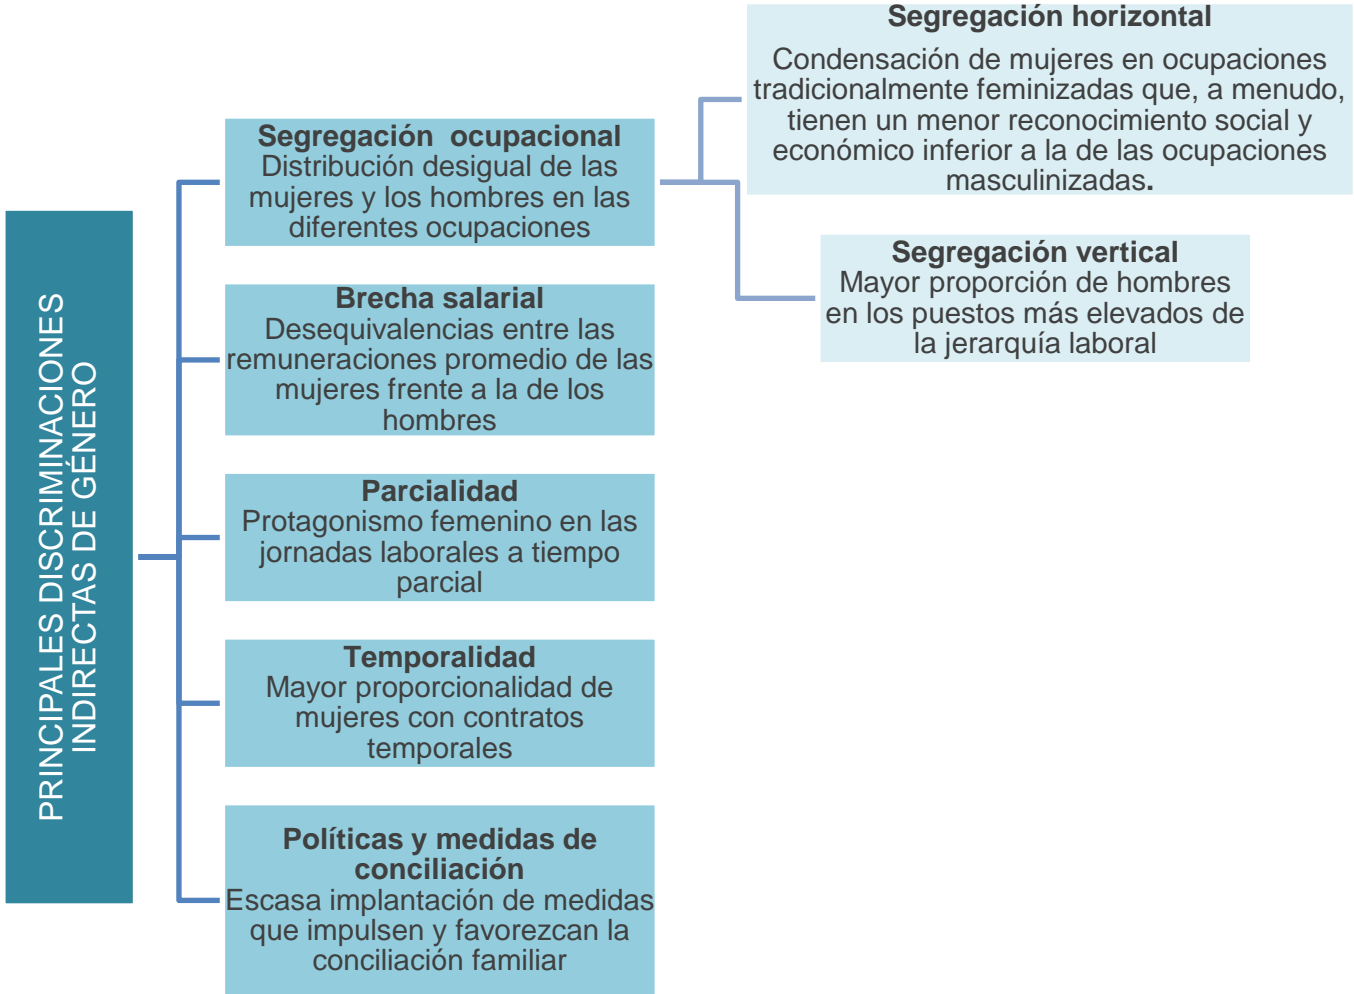 PRINCIPALES DISCRIMINACIONES
INDIRECTAS DE GÉNERO
Segregación ocupacional
Distribución desigual de las
mujeres y los hombres en las
diferentes ocupaciones
Segregación horizontal
Condensación de mujeres en ocupaciones
tradicionalmente feminizadas que, a menudo,
tienen un menor reconocimiento social y
económico inferior a la de las ocupaciones
masculinizadas.
Segregación vertical
Mayor proporción de hombres
en los puestos más elevados de
la jerarquía laboral
Brecha salarial
Desequivalencias entre las
remuneraciones promedio de las
mujeres frente a la de los
hombres
Parcialidad
Protagonismo femenino en las
jornadas laborales a tiempo
parcial
Temporalidad
Mayor proporcionalidad de
mujeres con contratos
temporales
Políticas y medidas de
conciliación
Escasa implantación de medidas
que impulsen y favorezcan la
conciliación familiar